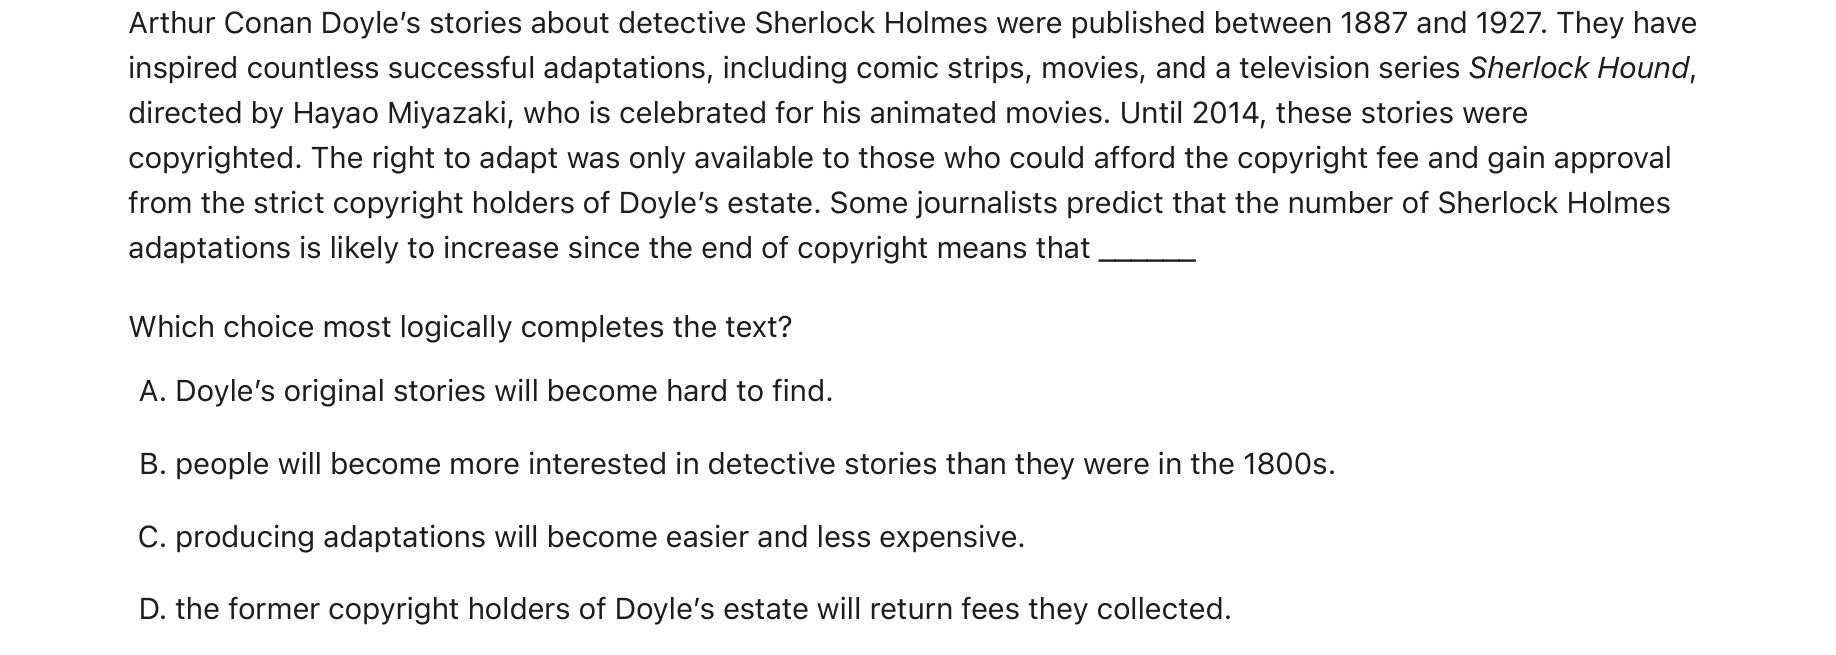 Arthur Conan Doyle’s stories about detective Sherlock Holmes were published between 1887 and 1927. They have
inspired countless successful adaptations, including comic strips, movies, and a television series Sherlock Hound,
directed by Hayao Miyazaki, who is celebrated for his animated movies. Until 2014, these stories were
copyrighted. The right to adapt was only available to those who could afford the copyright fee and gain approval
from the strict copyright holders of Doyle’s estate. Some journalists predict that the number of Sherlock Holmes
adaptations is likely to increase since the end of copyright means that ______
Which choice most logically completes the text?
A. Doyle’s original stories will become hard to find.
B. people will become more interested in detective stories than they were in the 1800s.
C. producing adaptations will become easier and less expensive.
D. the former copyright holders of Doyle’s estate will return fees they collected.